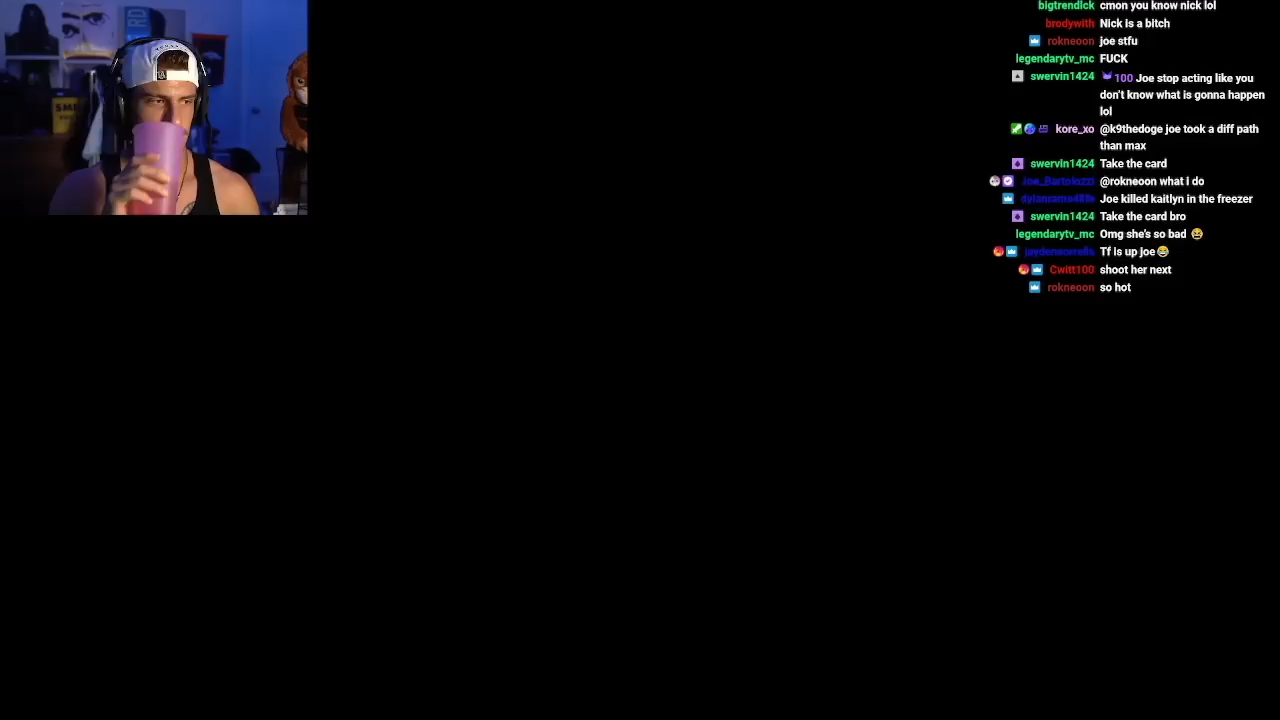 bigtrendlck cmon you know nick lol
brodywith Nick is a bitch
rokneoon joe stfu
legendarytv_mc FUCK
swervin1424 100 Joe stop acting like you
don't know what is gonna happen
lol
kore_xo @k9thedoge joe took a diff path
than max
swervin1424 Take the card
Joe_Bartolozzi @rokneoon what i do
Joe killed kaitlyn in the freezer
swervin1424 Take the card bro
legendarytv_mc Omg she's so bad 😆
Tf is up joe😂
Cwitt100 shoot her next
rokneoon so hot